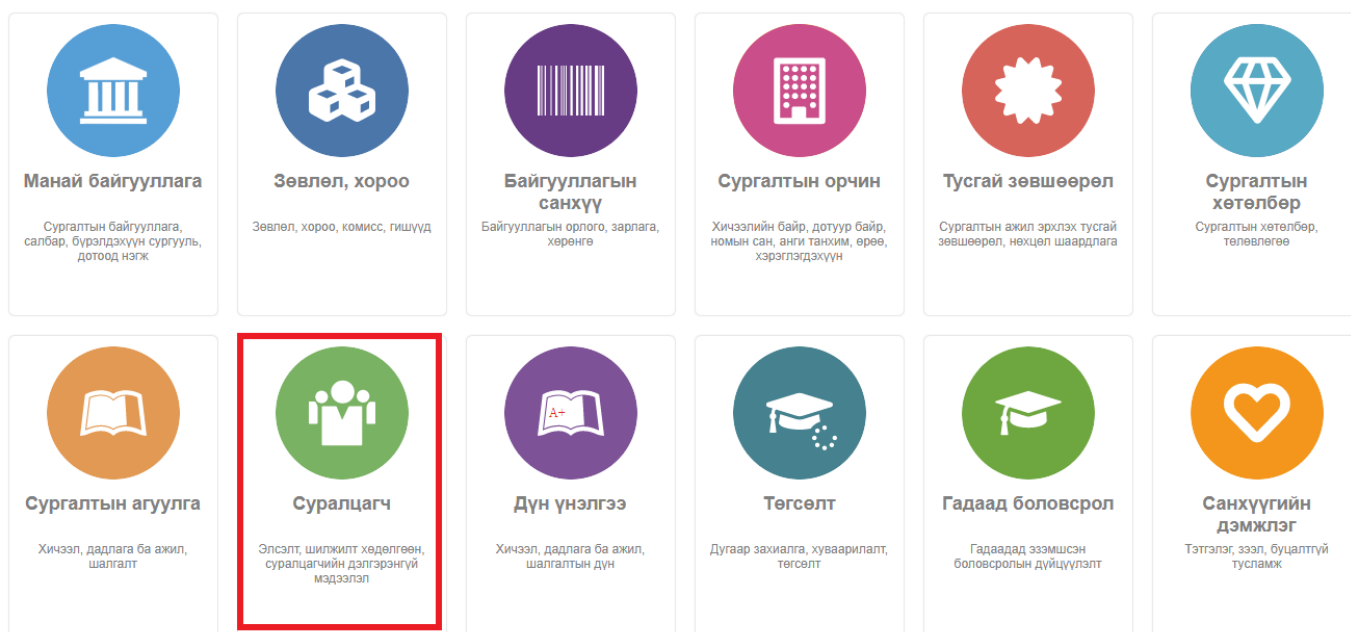 Манай байгууллага
Сургалтын байгууллага,
салбар, бүрэлдэхүүн сургууль,
дотоод нэгж
Зөвлөл, хороо
Зөвлөл, хороо, комисс, гишүүд
Байгууллагын
санхүү
Байгууллагын орлого, зарлага,
хөрөнгө
Сургалтын орчин
Хичээлийн байр, дотуур байр,
номын сан, анги танхим, өрөө,
хэрэглэгдэхүүн
Тусгай зөвшөөрөл
Сургалтын ажил эрхлэх тусгай
зөвшөөрөл, нөхцөл шаардлага
Сургалтын
хөтөлбөр
Сургалтын хөтөлбөр,
төлөвлөгөө
Сургалтын агуулга
Хичээл, дадлага ба ажил,
шалгалт
Суралцагч
Элсэлт, шилжилт хөдөлгөөн,
суралцагчийн дэлгэрэнгүй
мэдээлэл
A+
Дүн үнэлгээ
Хичээл, дадлага ба ажил,
шалгалтын дүн
Төгсөлт
Дугаар захиалга, хуваарилалт,
төгсөлт
Гадаад боловсрол
Гадаадад эзэмшсэн
боловсролын дүйцүүлэлт
Санхүүгийн
дэмжлэг
Тэтгэлэг, зээл, буцалтгүй
тусламж